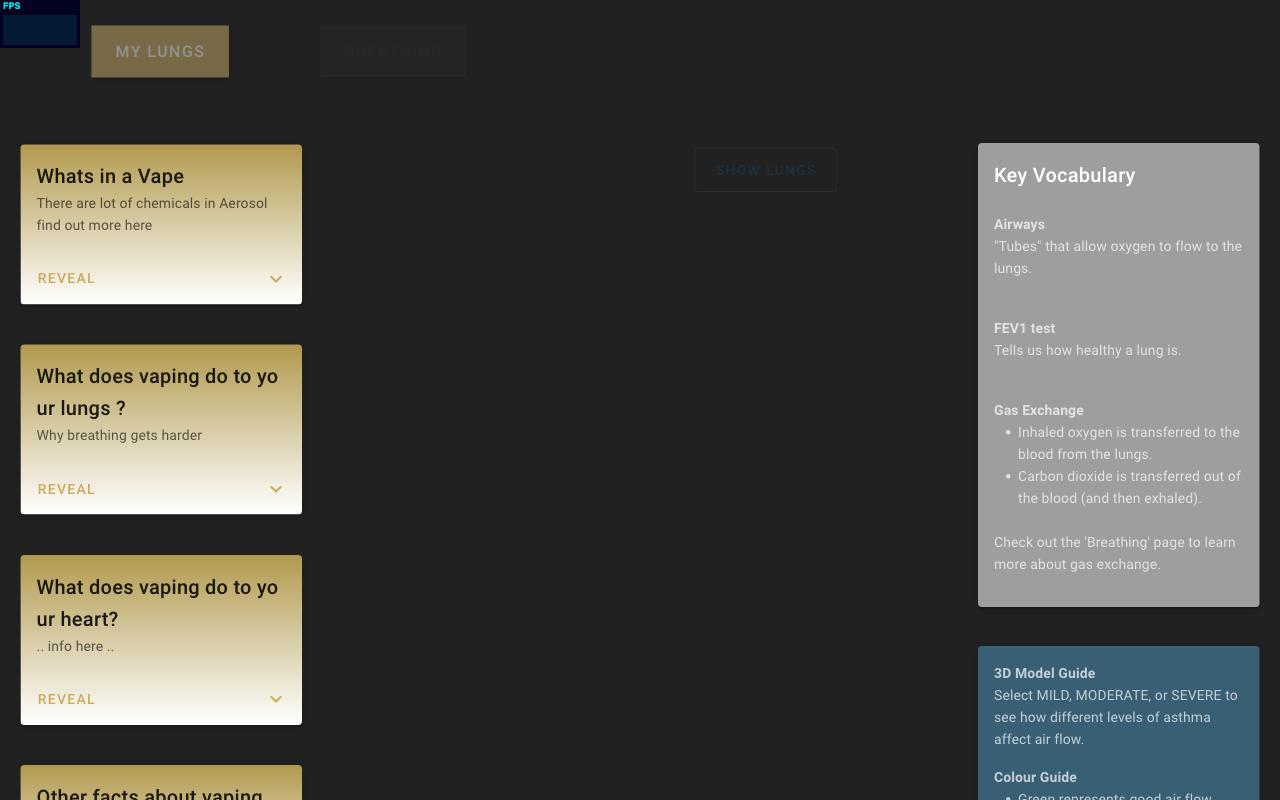 FPS
MY LUNGS
BREATHING
Whats in a Vape
There are lot of chemicals in Aerosol
find out more here
REVEAL
What does vaping do to yo
ur lungs ?
Why breathing gets harder
REVEAL
What does vaping do to yo
ur heart?
.. info here ..
REVEAL
Other facts about vaping
SHOW LUNGS
Key Vocabulary
Airways
"Tubes" that allow oxygen to flow to the
lungs.
FEV1 test
Tells us how healthy a lung is.
Gas Exchange
• Inhaled oxygen is transferred to the
blood from the lungs.
• Carbon dioxide is transferred out of
the blood (and then exhaled).
Check out the 'Breathing' page to learn
more about gas exchange.
3D Model Guide
Select MILD, MODERATE, or SEVERE to
see how different levels of asthma
affect air flow.
Colour Guide
• Green represents good air flow